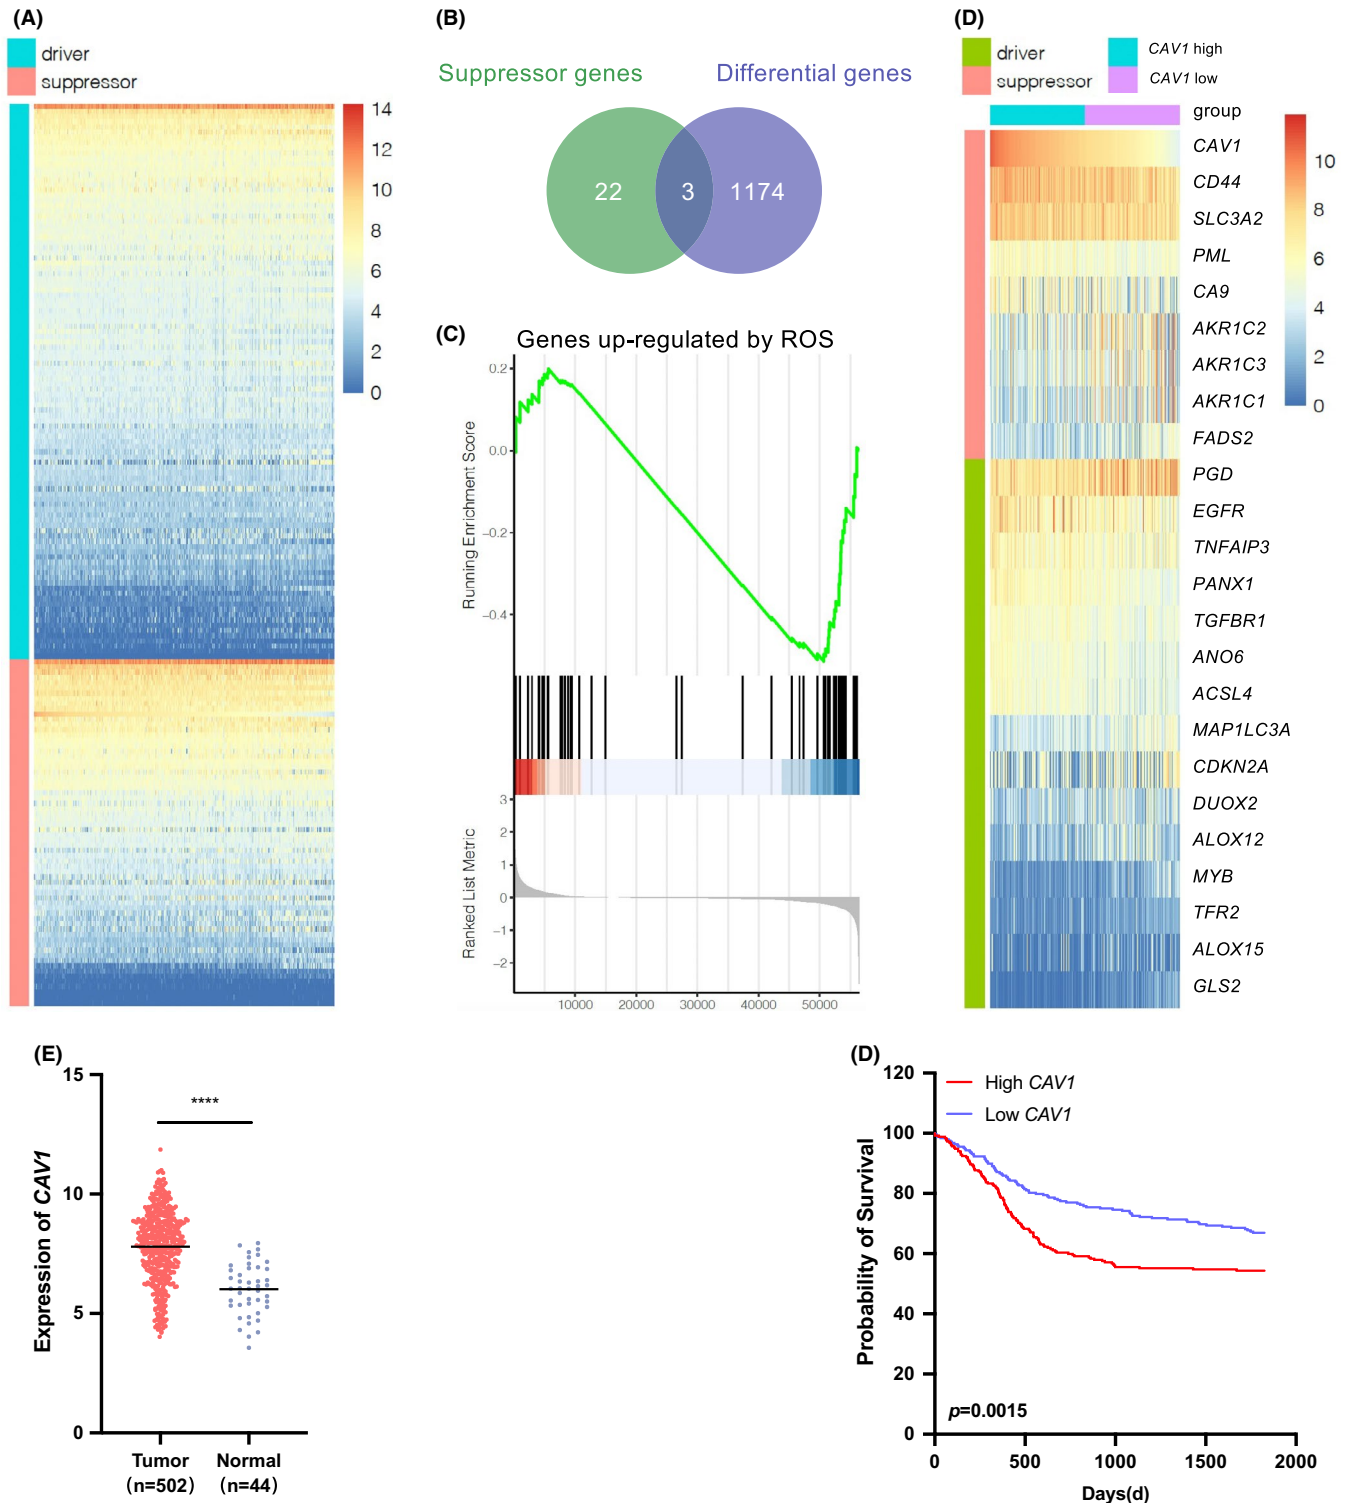 (A)
driver
suppressor
14
12
10
8
6
4
2
0
(B)
Suppressor genes
Differential genes
22
3
1174
(C)
Genes up-regulated by ROS
Running Enrichment Score
0.2
0.0
−0.2
−0.4
Ranked List Metric
3
2
1
0
−1
−2
10000
20000
30000
40000
50000
(D)
driver
suppressor
CAV1 high
CAV1 low
group
CAV1
CD44
SLC3A2
PML
CA9
AKR1C2
AKR1C3
AKR1C1
FADS2
PGD
EGFR
TNFAIP3
PANX1
TGFBR1
ANO6
ACSL4
MAP1LC3A
CDKN2A
DUOX2
ALOX12
MYB
TFR2
ALOX15
GLS2
10
8
6
4
2
0
(E)
Expression of CAV1
15
10
5
0
****
Tumor
(n=502)
Normal
(n=44)
(D)
High CAV1
Low CAV1
Probability of Survival
120
100
80
60
40
20
0
p=0.0015
0
500
1000
1500
2000
Days(d)